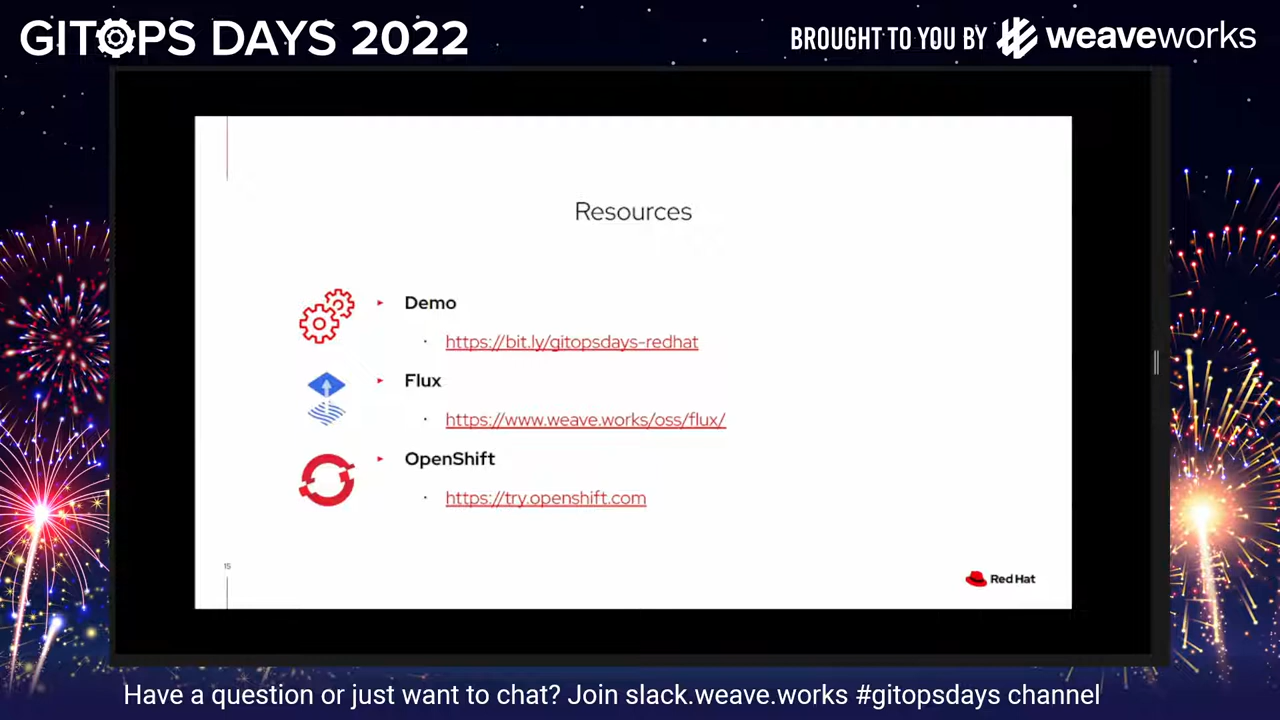 GITOPS DAYS 2022
BROUGHT TO YOU BY weaveworks
Resources
Demo
https://bit.ly/gitopsdays-redhat
Flux
https://www.weave.works/oss/flux/
OpenShift
https://try.openshift.com
15
Red Hat
Have a question or just want to chat? Join slack.weave.works #gitopsdays channel